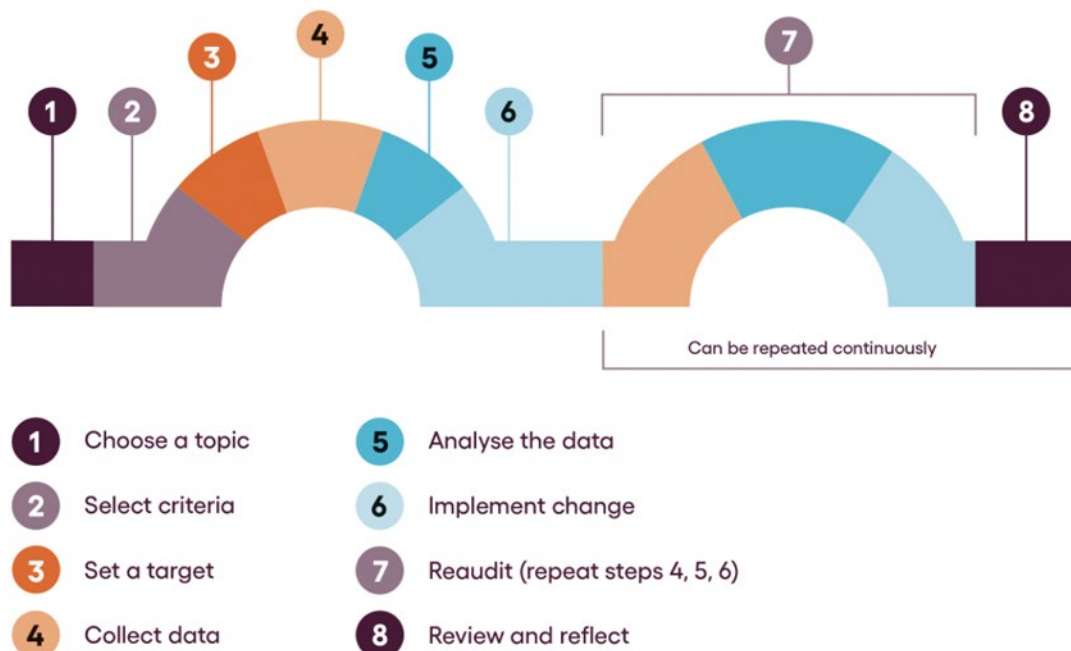 1
2
3
4
5
6
7
8
Can be repeated continuously
1 Choose a topic
2 Select criteria
3 Set a target
4 Collect data
5 Analyse the data
6 Implement change
7 Reaudit (repeat steps 4, 5, 6)
8 Review and reflect